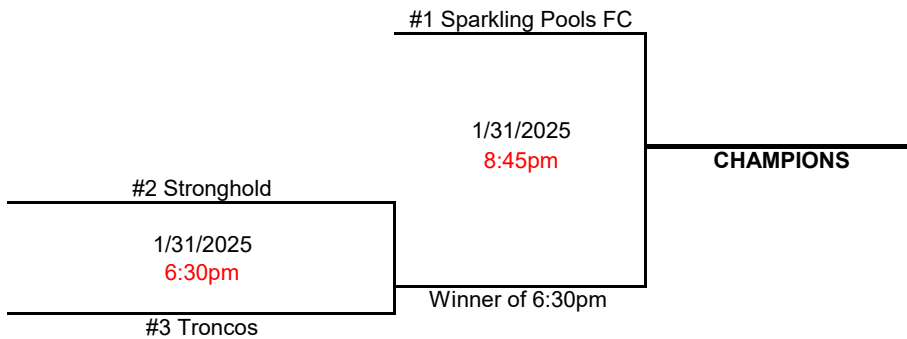 #1 Sparkling Pools FC
1/31/2025
8:45pm
CHAMPIONS
#2 Stronghold
1/31/2025
6:30pm
Winner of 6:30pm
#3 Troncos